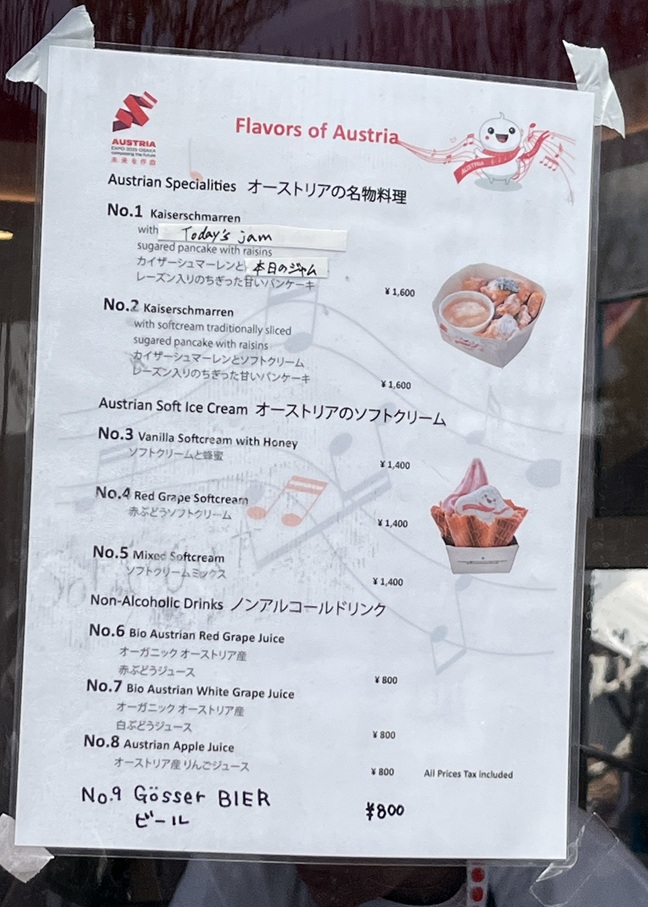 AUSTRIA
EXPO 2025 OSAKA
composing the future
未来を作曲
Flavors of Austria
AUSTRIA
Austrian Specialities オーストリアの名物料理
No.1 Kaiserschmarren
with Today's jam
sugared pancake with raisins
カイザーシュマーレンと 本日のジャム
レーズン入りのちぎった甘いパンケーキ
¥1,600
No.2 Kaiserschmarren
with softcream traditionally sliced
sugared pancake with raisins
カイザーシュマーレンとソフトクリーム
レーズン入りのちぎった甘いパンケーキ
¥1,600
Austrian Soft Ice Cream オーストリアのソフトクリーム
No.3 Vanilla Softcream with Honey
ソフトクリームと蜂蜜
¥1,400
No.4 Red Grape Softcream
赤ぶどうソフトクリーム
¥1,400
No.5 Mixed Softcream
ソフトクリームミックス
¥1,400
Non-Alcoholic Drinks ノンアルコールドリンク
No.6 Bio Austrian Red Grape Juice
オーガニック オーストリア産
赤ぶどうジュース
¥800
No.7 Bio Austrian White Grape Juice
オーガニック オーストリア産
白ぶどうジュース
¥800
No.8 Austrian Apple Juice
オーストリア産 りんごジュース
¥800 All Prices Tax included
No.9 Gösser BIER
ビール
¥800